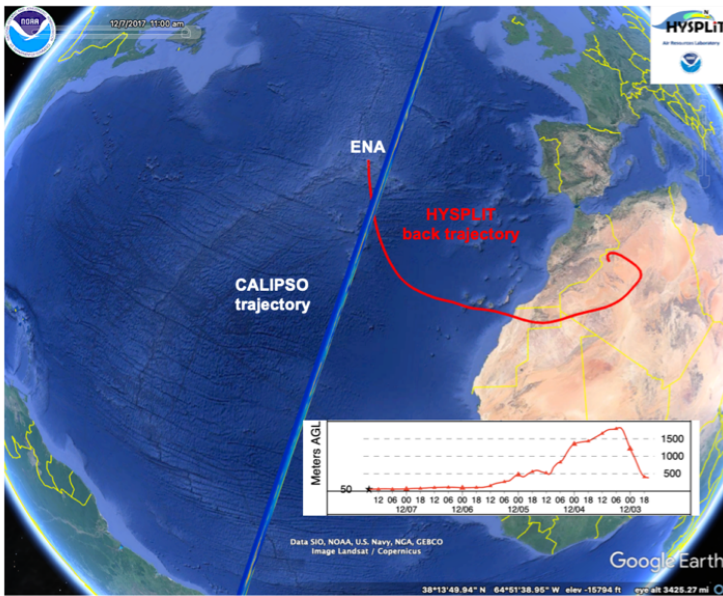 NOAA
12/7/2017 11:00 am
N
HYSPLIT
Air Resources Laboratory
ENA
HYSPLIT
back trajectory
CALIPSO
trajectory
Meters AGL
1500
1000
500
50
12 06 00 18 12 06 00 18 12 06 00 18 12 06 00 18 12 06 00 18
12/07 12/06 12/05 12/04 12/03
Data SIO, NOAA, U.S. Navy, NGA, GEBCO
Image Landsat / Copernicus
Google Earth
38°13'49.94" N 64°51'38.95" W elev -15794 ft eye alt 3425.27 mi